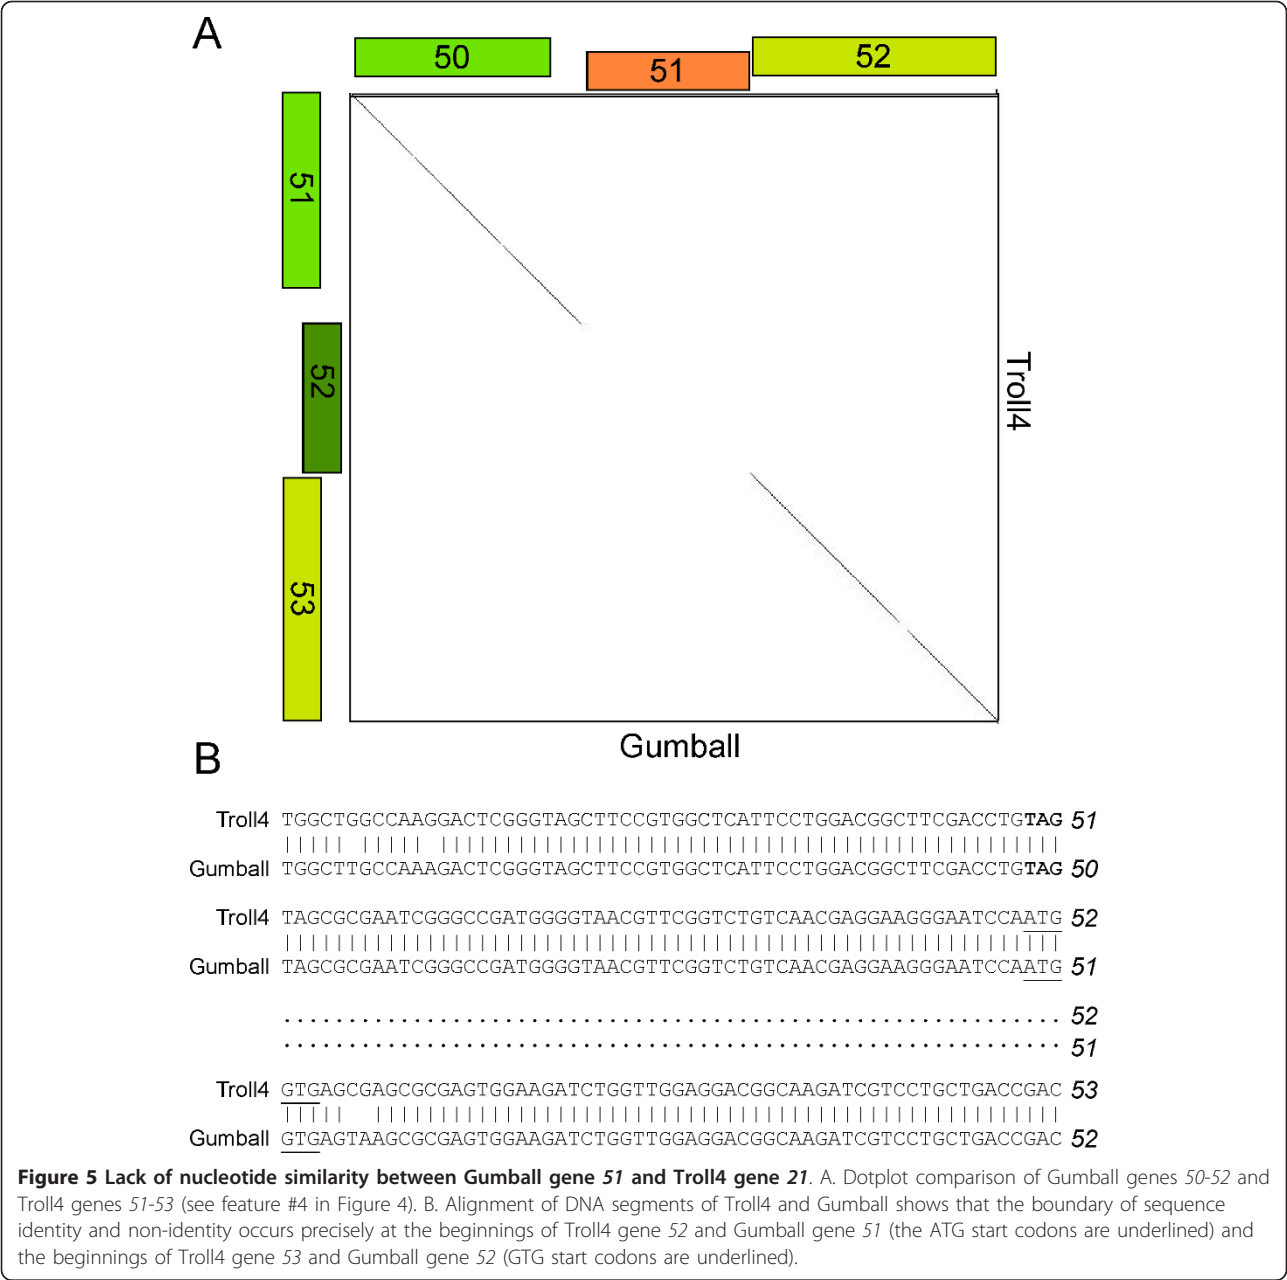 A
50
51
52
51
52
53
Troll4
Gumball
B
Troll4 TGGCTGGCCAAGGACTCGGGTAGCTTCCGTGGCTCATTCCTGGACGGCTTCGACCTGTAG 51
Gumball TGGCTTGCCAAAGACTCGGGTAGCTTCCGTGGCTCATTCCTGGACGGCTTCGACCTGTAG 50
Troll4 TAGCGCGAATCGGGCCGATGGGGTAACGTTCGGTCTGTCAACGAGGAAGGGAATCCAATG 52
Gumball TAGCGCGAATCGGGCCGATGGGGTAACGTTCGGTCTGTCAACGAGGAAGGGAATCCAATG 51
............................................................ 52
............................................................ 51
Troll4 GTGAGCGAGCGCGAGTGGAAGATCTGGTTGGAGGACGGCAAGATCGTCCTGCTGACCGAC 53
Gumball GTGAGTAAGCGCGAGTGGAAGATCTGGTTGGAGGACGGCAAGATCGTCCTGCTGACCGAC 52
Figure 5 Lack of nucleotide similarity between Gumball gene 51 and Troll4 gene 21. A. Dotplot comparison of Gumball genes 50-52 and
Troll4 genes 51-53 (see feature #4 in Figure 4). B. Alignment of DNA segments of Troll4 and Gumball shows that the boundary of sequence
identity and non-identity occurs precisely at the beginnings of Troll4 gene 52 and Gumball gene 51 (the ATG start codons are underlined) and
the beginnings of Troll4 gene 53 and Gumball gene 52 (GTG start codons are underlined).